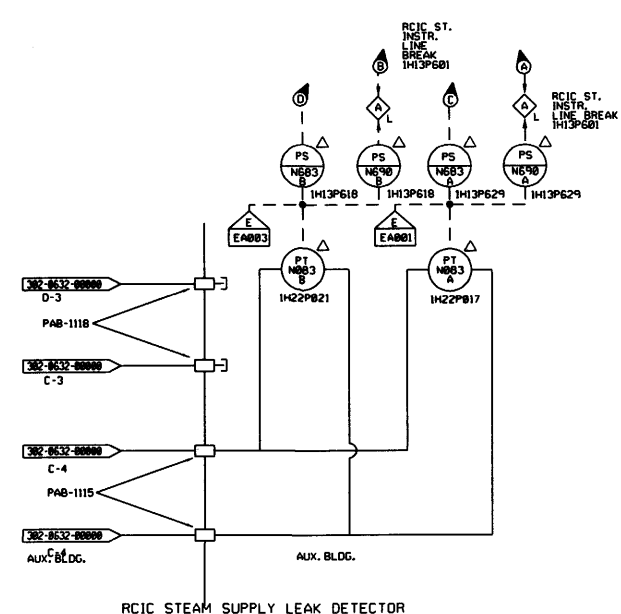 RCIC ST.
INSTR.
LINE
BREAK
1H13P601
B
A
D
A
L
C
A
L
RCIC ST.
INSTR.
LINE BREAK
1H13P601
PS
N683
B
PS
N690
B
PS
N683
A
PS
N690
A
1H13P618
1H13P618
1H13P629
1H13P629
E
EA003
E
EA001
PT
N083
B
PT
N083
A
1H22P021
1H22P017
302-0632-00000
D-3
PAB-1118
302-0632-00000
C-3
302-0632-00000
C-4
PAB-1115
302-0632-00000
C-4
AUX. BLDG.
AUX. BLDG.
RCIC STEAM SUPPLY LEAK DETECTOR